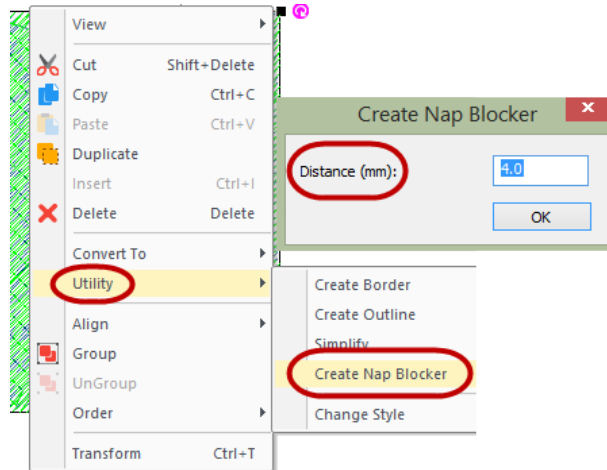 View
Cut Shift+Delete
Copy Ctrl+C
Paste Ctrl+V
Duplicate
Insert Ctrl+I
Delete Delete
Convert To
Utility
Align
Group
UnGroup
Order
Transform Ctrl+T
Create Border
Create Outline
Simplify
Create Nap Blocker
Change Style
Create Nap Blocker
Distance (mm): 4.0
OK